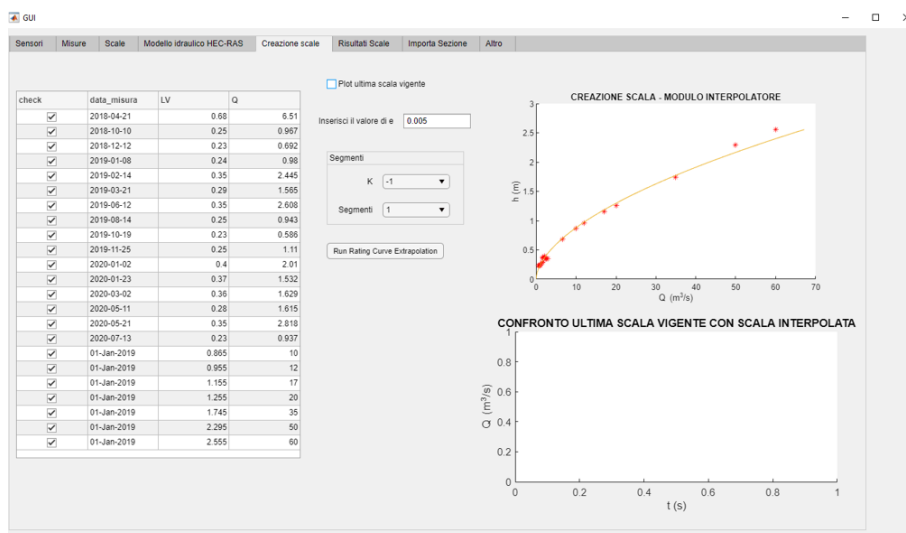 GUI
Sensori Misure Scale Modello idraulico HEC-RAS Creazione scale Risultati Scale Importa Sezione Altro
check data_misura LV Q
2018-04-21 0.68 6.51
2018-10-10 0.25 0.967
2018-12-12 0.23 0.692
2019-01-08 0.24 0.98
2019-02-14 0.35 2.445
2019-03-21 0.29 1.565
2019-06-12 0.35 2.608
2019-08-14 0.25 0.943
2019-10-19 0.23 0.586
2019-11-25 0.25 1.11
2020-01-02 0.4 2.01
2020-01-23 0.37 1.532
2020-03-02 0.36 1.629
2020-05-11 0.28 1.615
2020-05-21 0.35 2.818
2020-07-13 0.23 0.937
01-Jan-2019 0.865 10
01-Jan-2019 0.955 12
01-Jan-2019 1.155 17
01-Jan-2019 1.255 20
01-Jan-2019 1.745 35
01-Jan-2019 2.295 50
01-Jan-2019 2.555 60
Plot ultima scala vigente
Inserisci il valore di e 0.005
Segmenti
K -1
Segmenti 1
Run Rating Curve Extrapolation
CREAZIONE SCALA - MODULO INTERPOLATORE
3
2.5
2
1.5
1
0.5
0
h (m)
0 10 20 30 40 50 60 70
Q (m³/s)
CONFRONTO ULTIMA SCALA VIGENTE CON SCALA INTERPOLATA
1
0.8
0.6
0.4
0.2
0
Q (m³/s)
0 0.2 0.4 0.6 0.8 1
t (s)